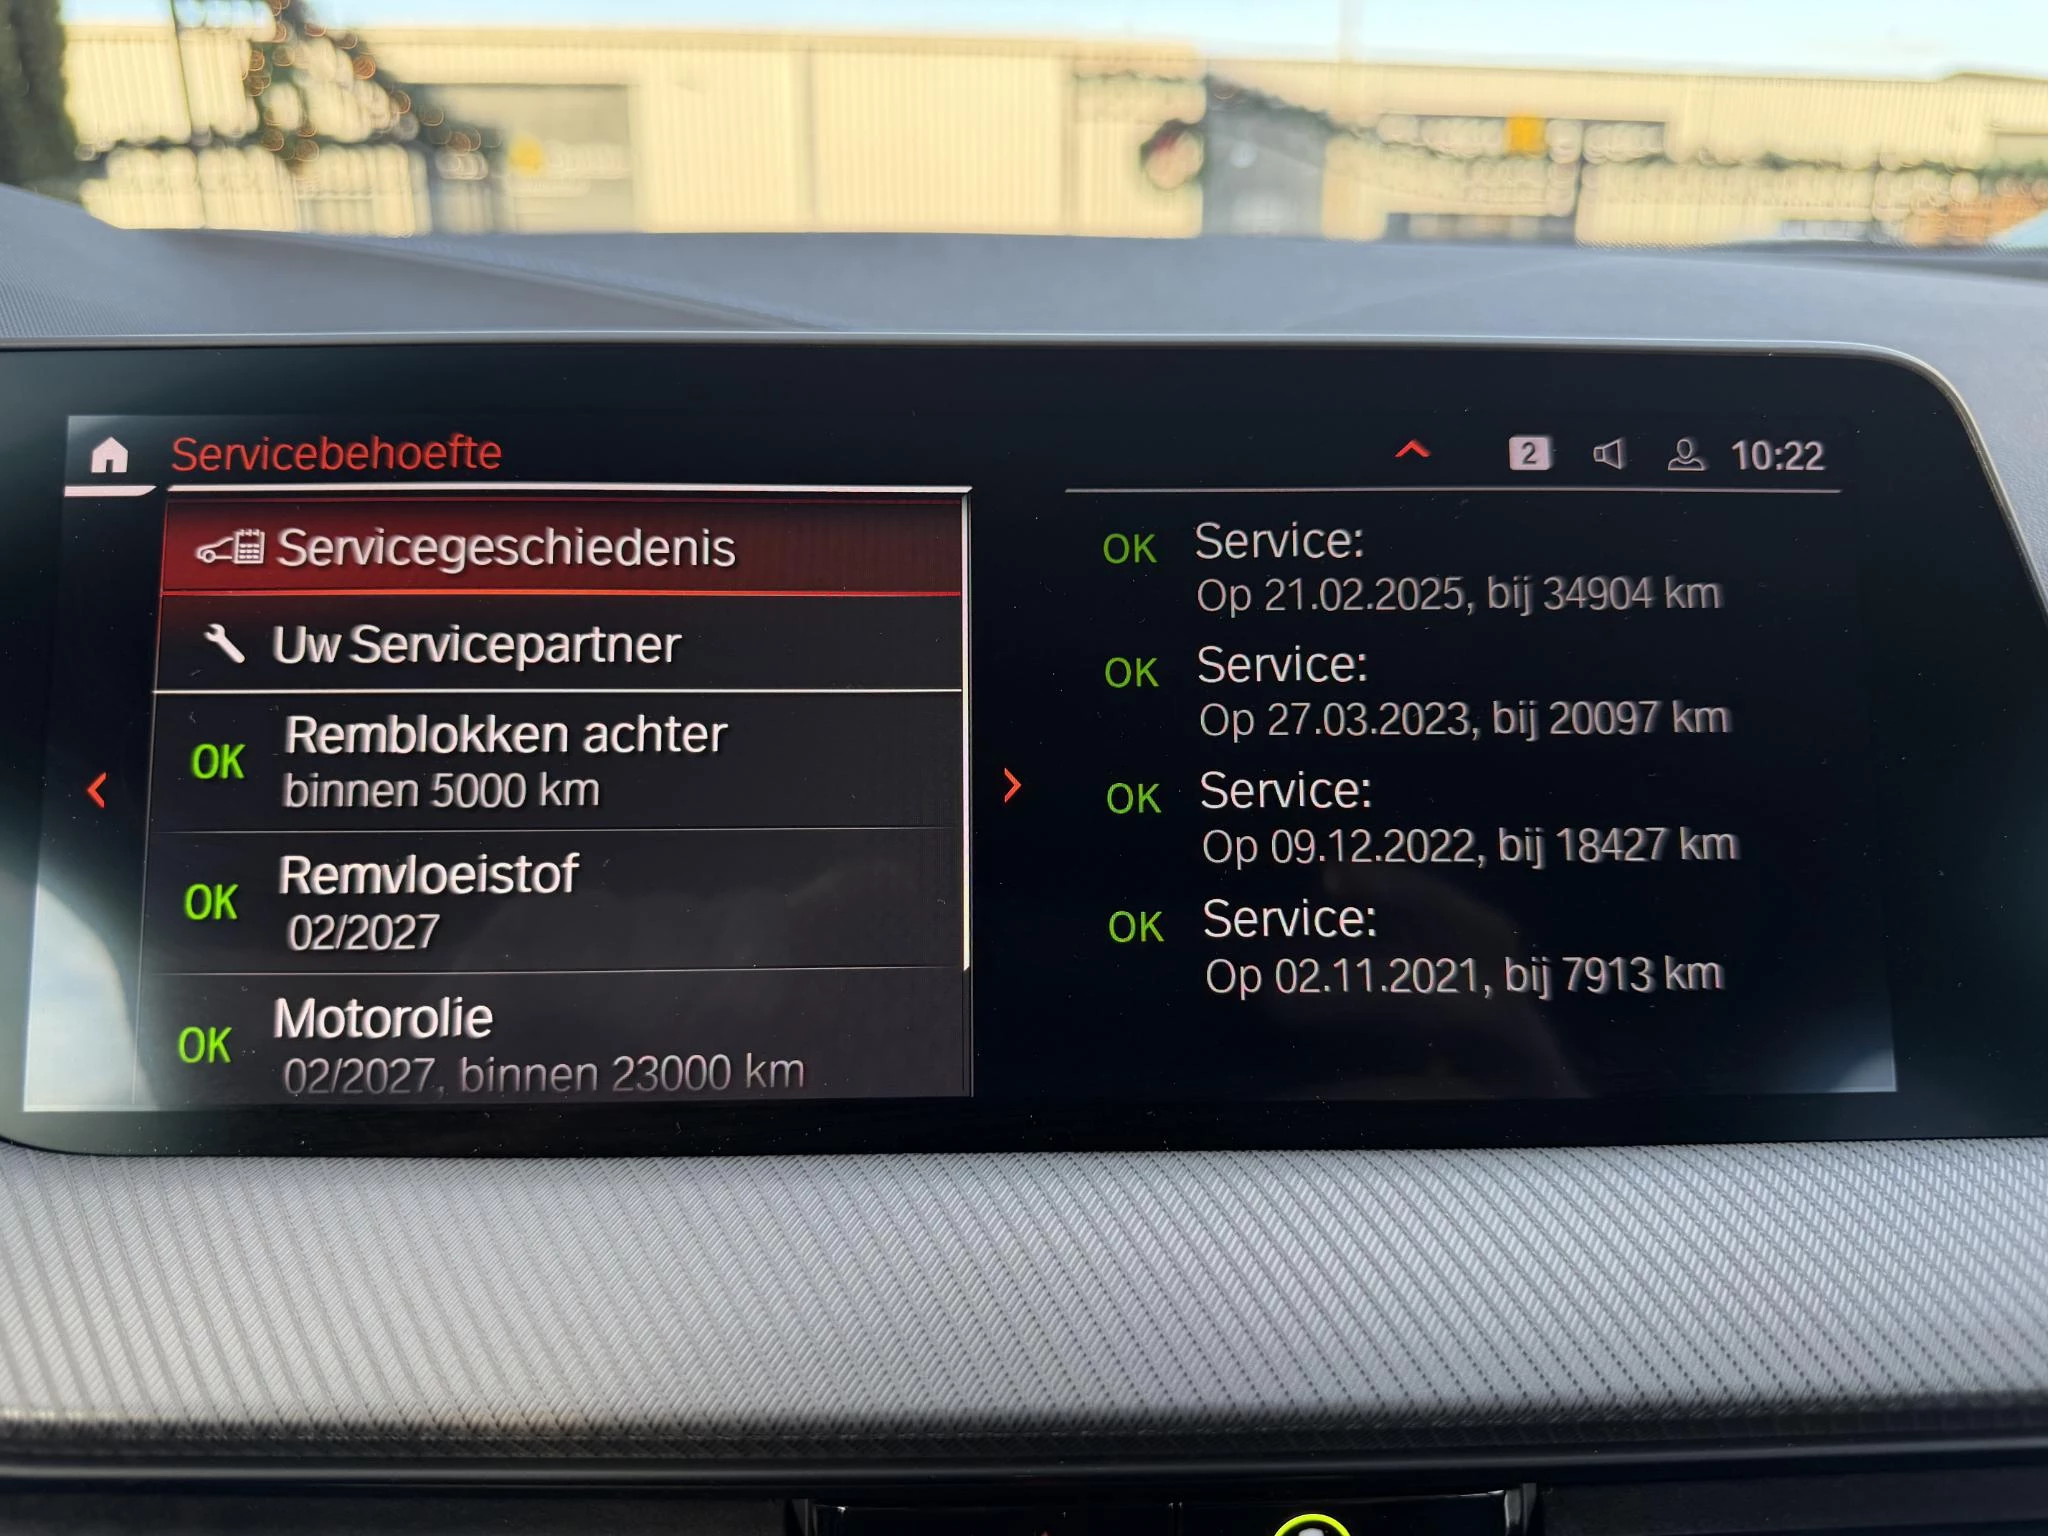 Servicebehoefte
2
10:22
Servicegeschiedenis
Uw Servicepartner
OK Remblokken achter
binnen 5000 km
OK Remvloeistof
02/2027
OK Motorolie
02/2027, binnen 23000 km
OK Service:
Op 21.02.2025, bij 34904 km
OK Service:
Op 27.03.2023, bij 20097 km
OK Service:
Op 09.12.2022, bij 18427 km
OK Service:
Op 02.11.2021, bij 7913 km